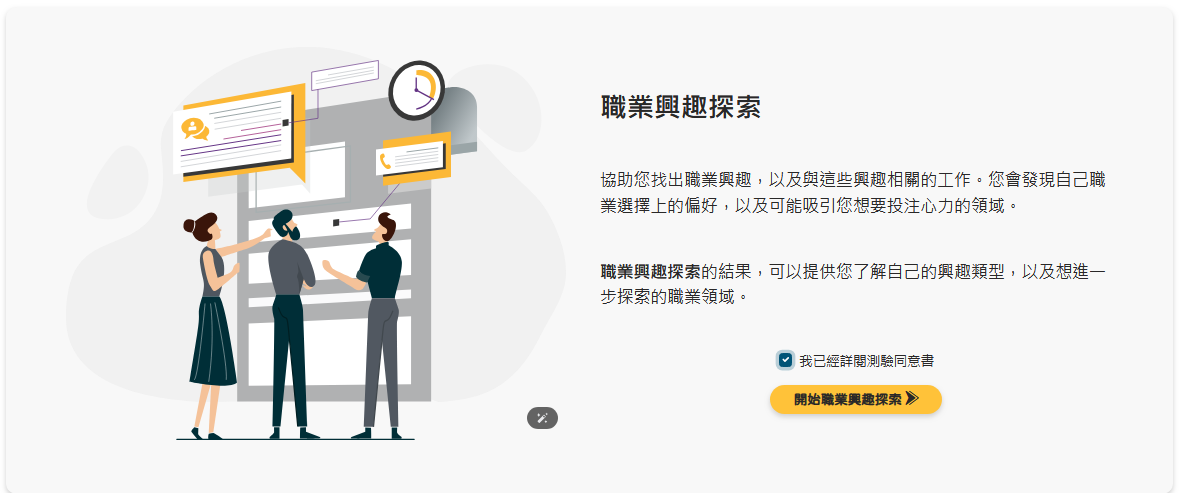 職業興趣探索
協助您找出職業興趣，以及與這些興趣相關的工作。您會發現自己職
業選擇上的偏好，以及可能吸引您想要投注心力的領域。
職業興趣探索的結果，可以提供您了解自己的興趣類型，以及想進一
步探索的職業領域。
我已經詳閱測驗同意書
開始職業興趣探索